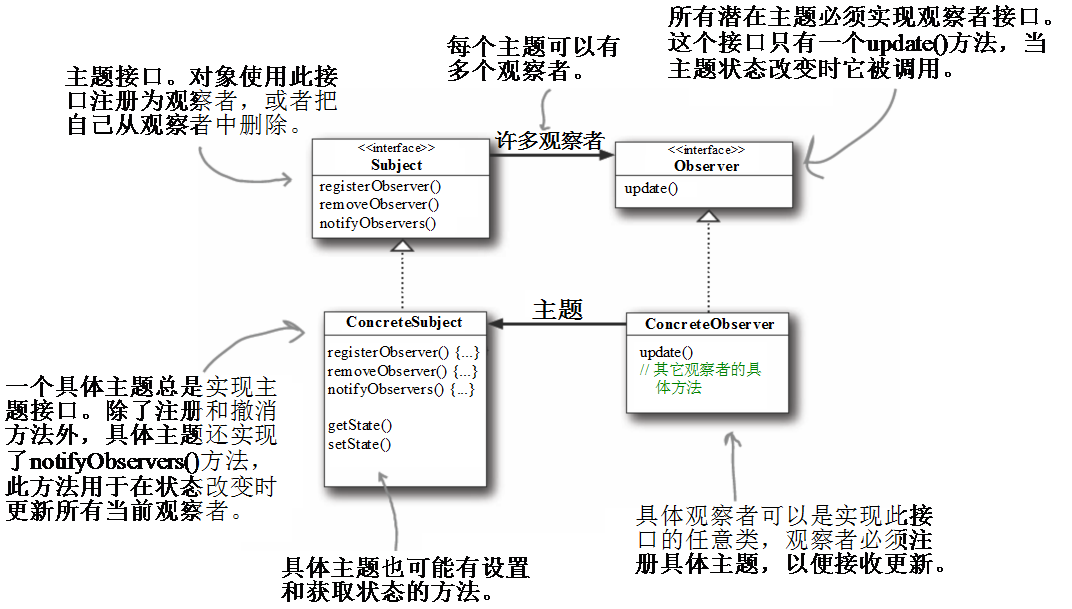 所有潜在主题必须实现观察者接口。
这个接口只有一个update()方法，当
主题状态改变时它被调用。
每个主题可以有
多个观察者。
主题接口。对象使用此接
口注册为观察者，或者把
自己从观察者中删除。
许多观察者
<<interface>>
Subject
registerObserver()
removeObserver()
notifyObservers()
<<interface>>
Observer
update()
主题
ConcreteSubject
registerObserver() {...}
removeObserver() {...}
notifyObservers() {...}
getState()
setState()
ConcreteObserver
update()
// 其它观察者的具
体方法
一个具体主题总是实现主
题接口。除了注册和撤消
方法外，具体主题还实现
了notifyObservers()方法，
此方法用于在状态改变时
更新所有当前观察者。
具体主题也可能有设置
和获取状态的方法。
具体观察者可以是实现此接
口的任意类，观察者必须注
册具体主题，以便接收更新。